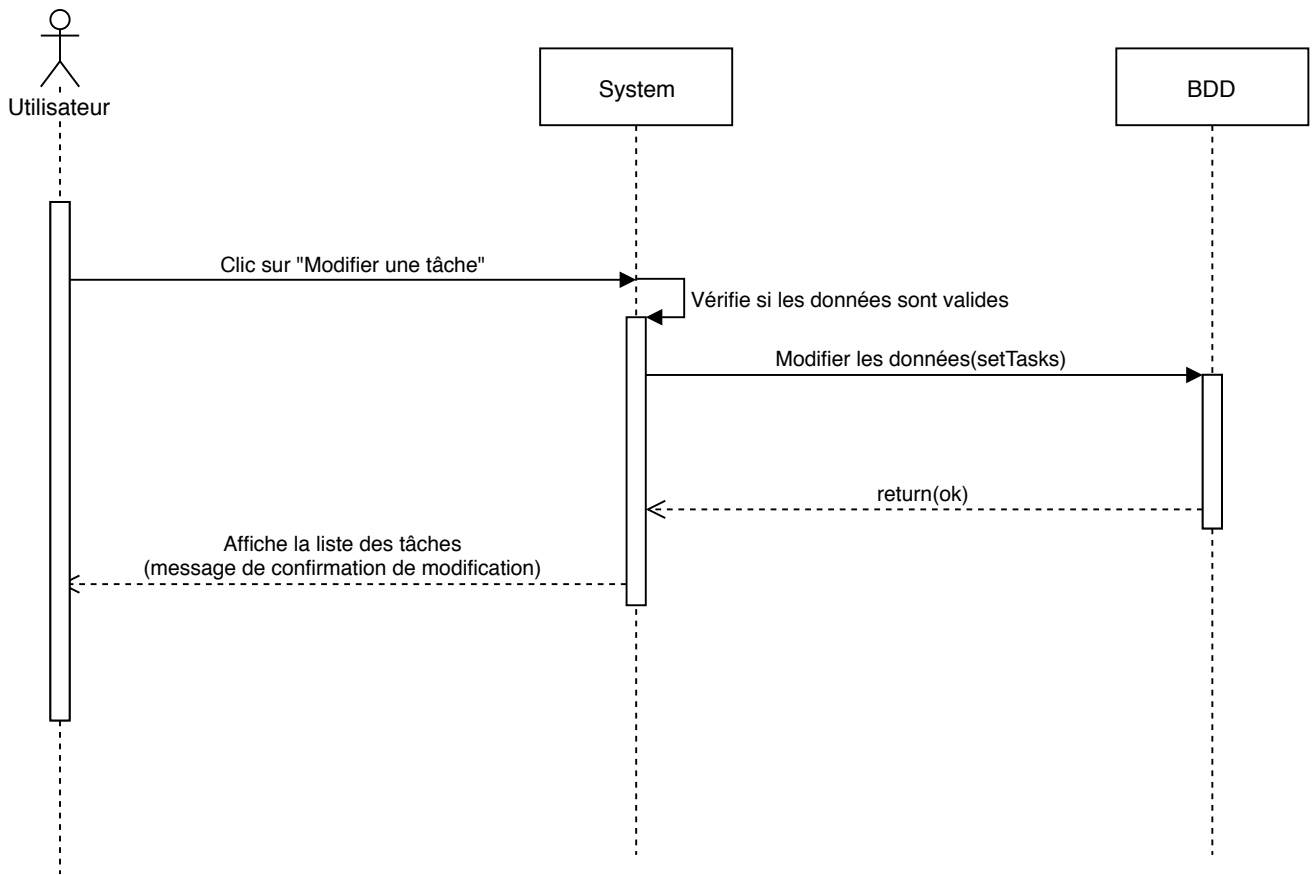 Utilisateur
System
BDD
Clic sur "Modifier une tâche"
Vérifie si les données sont valides
Modifier les données(setTasks)
return(ok)
Affiche la liste des tâches
(message de confirmation de modification)